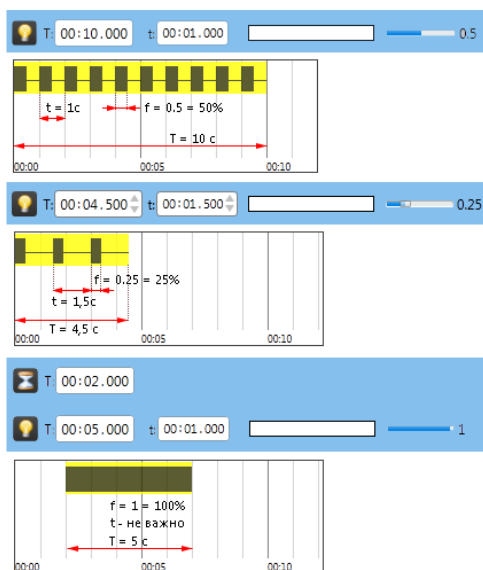 T: 00:10.000 t: 00:01.000 0.5
t = 1c f = 0.5 = 50%
T = 10 c
00:00 00:05 00:10
T: 00:04.500 t: 00:01.500 0.25
f = 0.25 = 25%
t = 1,5c
T = 4,5 c
00:00 00:05 00:10
T: 00:02.000
T: 00:05.000 t: 00:01.000 1
f = 1 = 100%
t - не важно
T = 5 c
00:00 00:05 00:10